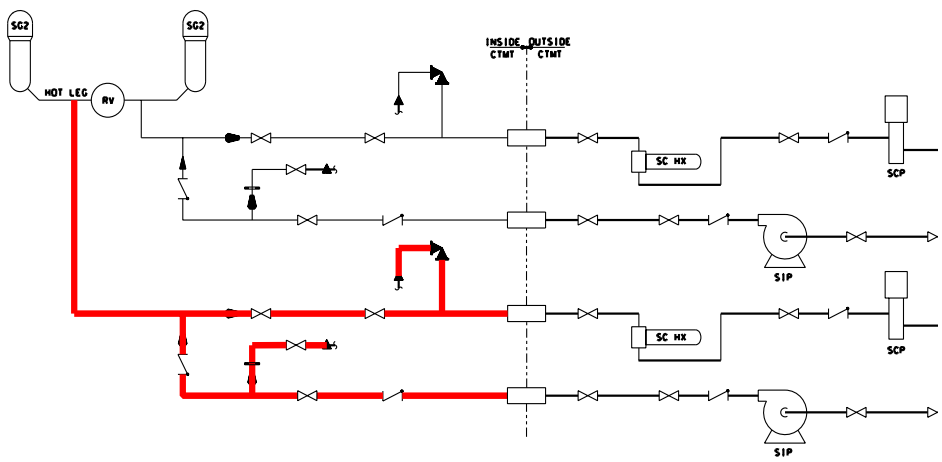 SG2
SG2
HOT LEG
RV
INSIDE OUTSIDE
CTMT CTMT
SC HX
SCP
SIP
SC HX
SCP
SIP